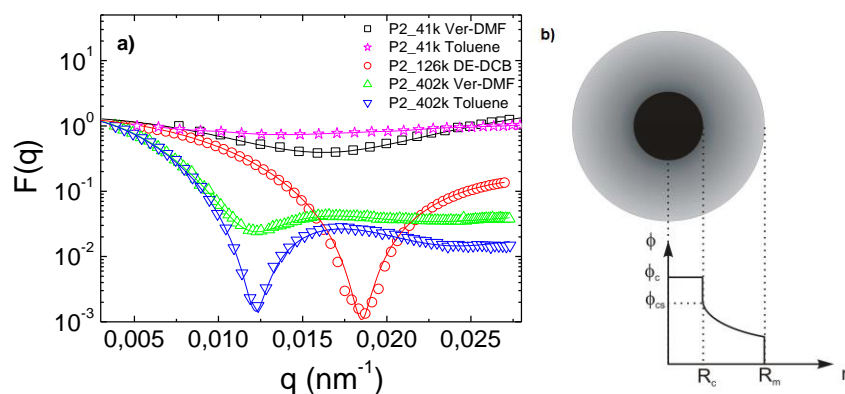 a)
P2_41k Ver-DMF
P2_41k Toluene
P2_126k DE-DCB
P2_402k Ver-DMF
P2_402k Toluene
F(q)
10¹
10⁰
10⁻¹
10⁻²
10⁻³
0,005 0,010 0,015 0,020 0,025
q (nm⁻¹)
b)
ϕ
ϕc
ϕcs
Rc Rm r